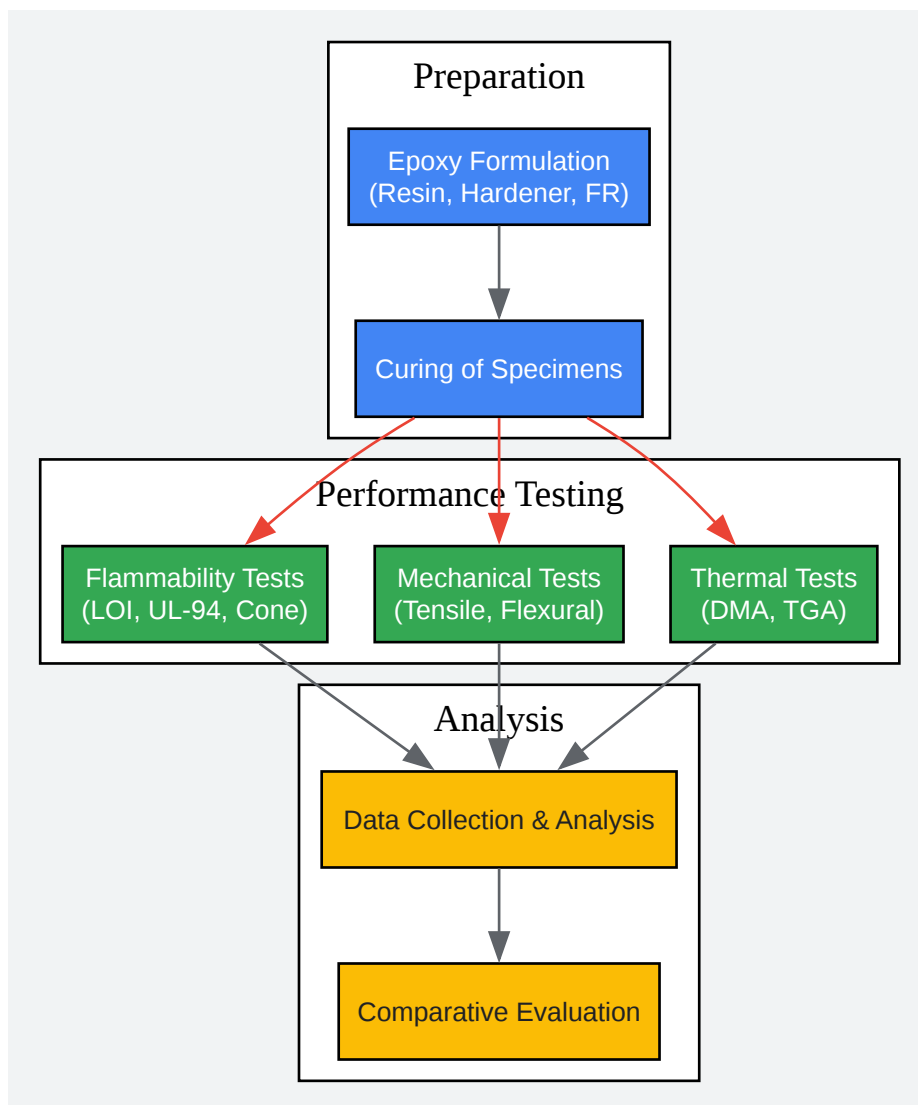 Preparation
Epoxy Formulation
(Resin, Hardener, FR)
Curing of Specimens
Performance Testing
Flammability Tests
(LOI, UL-94, Cone)
Mechanical Tests
(Tensile, Flexural)
Thermal Tests
(DMA, TGA)
Analysis
Data Collection & Analysis
Comparative Evaluation